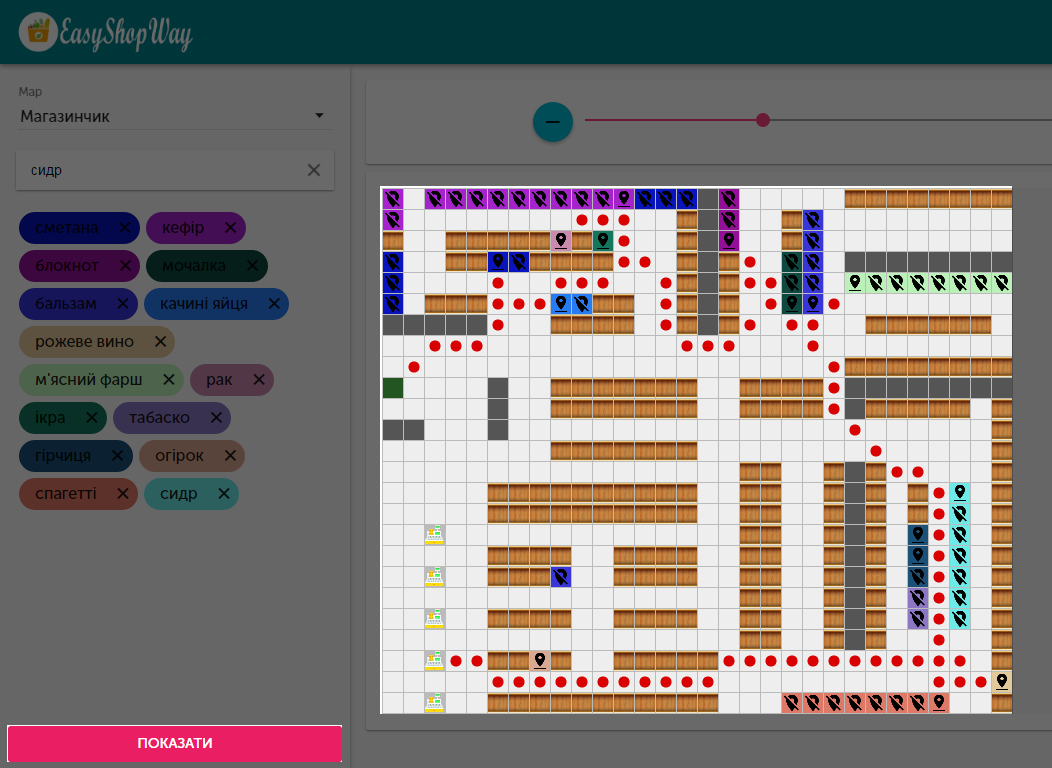 EasyShopWay
Map
Магазинчик
сидр
сметана
кефір
блокнот
мочалка
бальзам
качині яйця
рожеве вино
м'ясний фарш
рак
ікра
табаско
гірчиця
огірок
спагетті
сидр
ПОКАЗАТИ